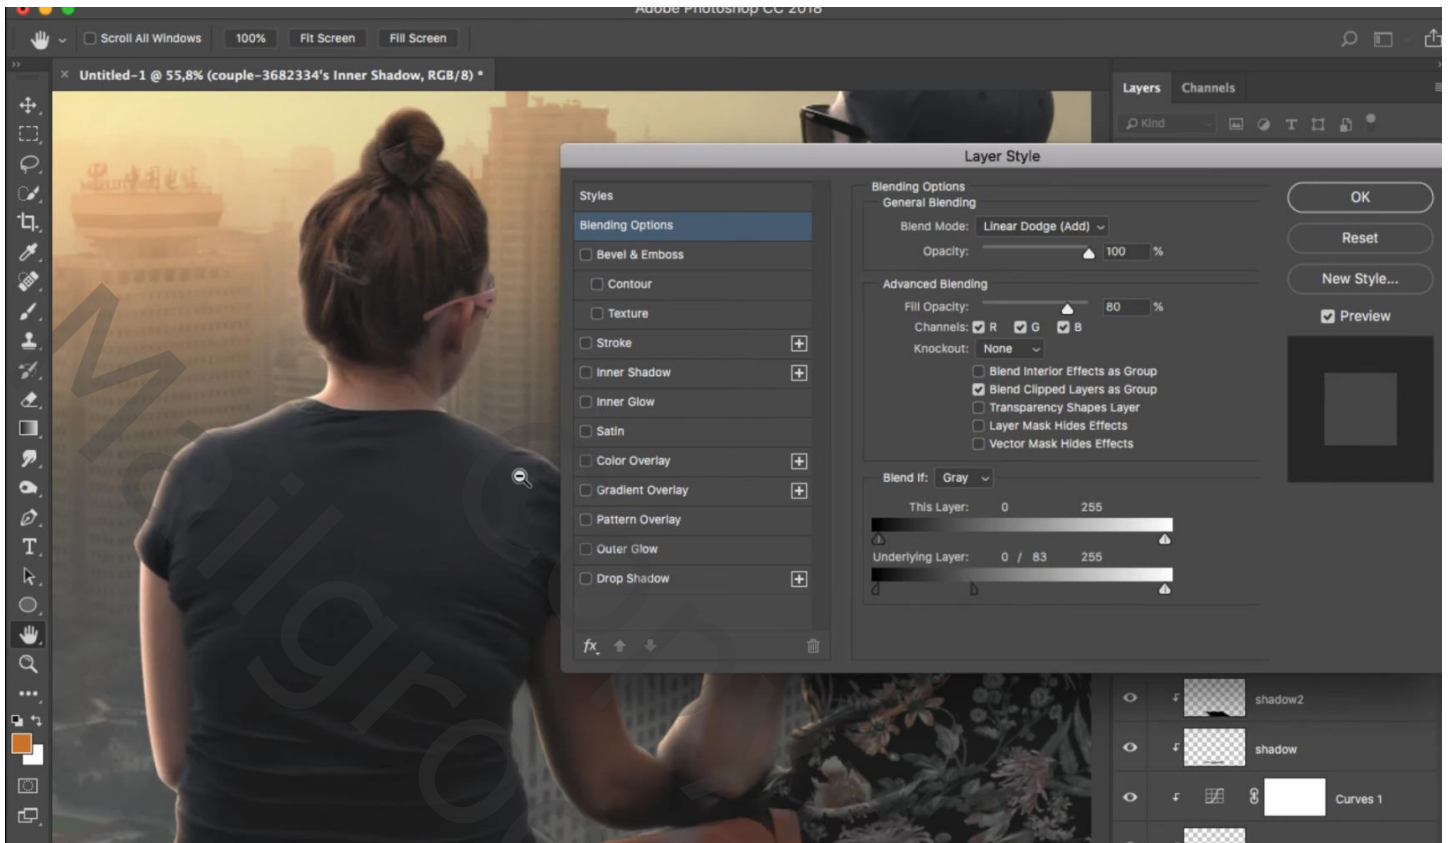 Adobe Photoshop CC 2018
Scroll All Windows 100% Fit Screen Fill Screen
× Untitled-1 @ 55,8% (couple-3682334's Inner Shadow, RGB/8) *
Layers Channels
Kind
Layer Style
Styles
Blending Options
Bevel & Emboss
Contour
Texture
Stroke
Inner Shadow
Inner Glow
Satin
Color Overlay
Gradient Overlay
Pattern Overlay
Outer Glow
Drop Shadow
fx
Blending Options
General Blending
Blend Mode: Linear Dodge (Add)
Opacity: 100 %
Advanced Blending
Fill Opacity: 80 %
Channels: R G B
Knockout: None
Blend Interior Effects as Group
Blend Clipped Layers as Group
Transparency Shapes Layer
Layer Mask Hides Effects
Vector Mask Hides Effects
Blend If: Gray
This Layer: 0 255
Underlying Layer: 0 / 83 255
OK
Reset
New Style...
Preview
shadow2
shadow
Curves 1